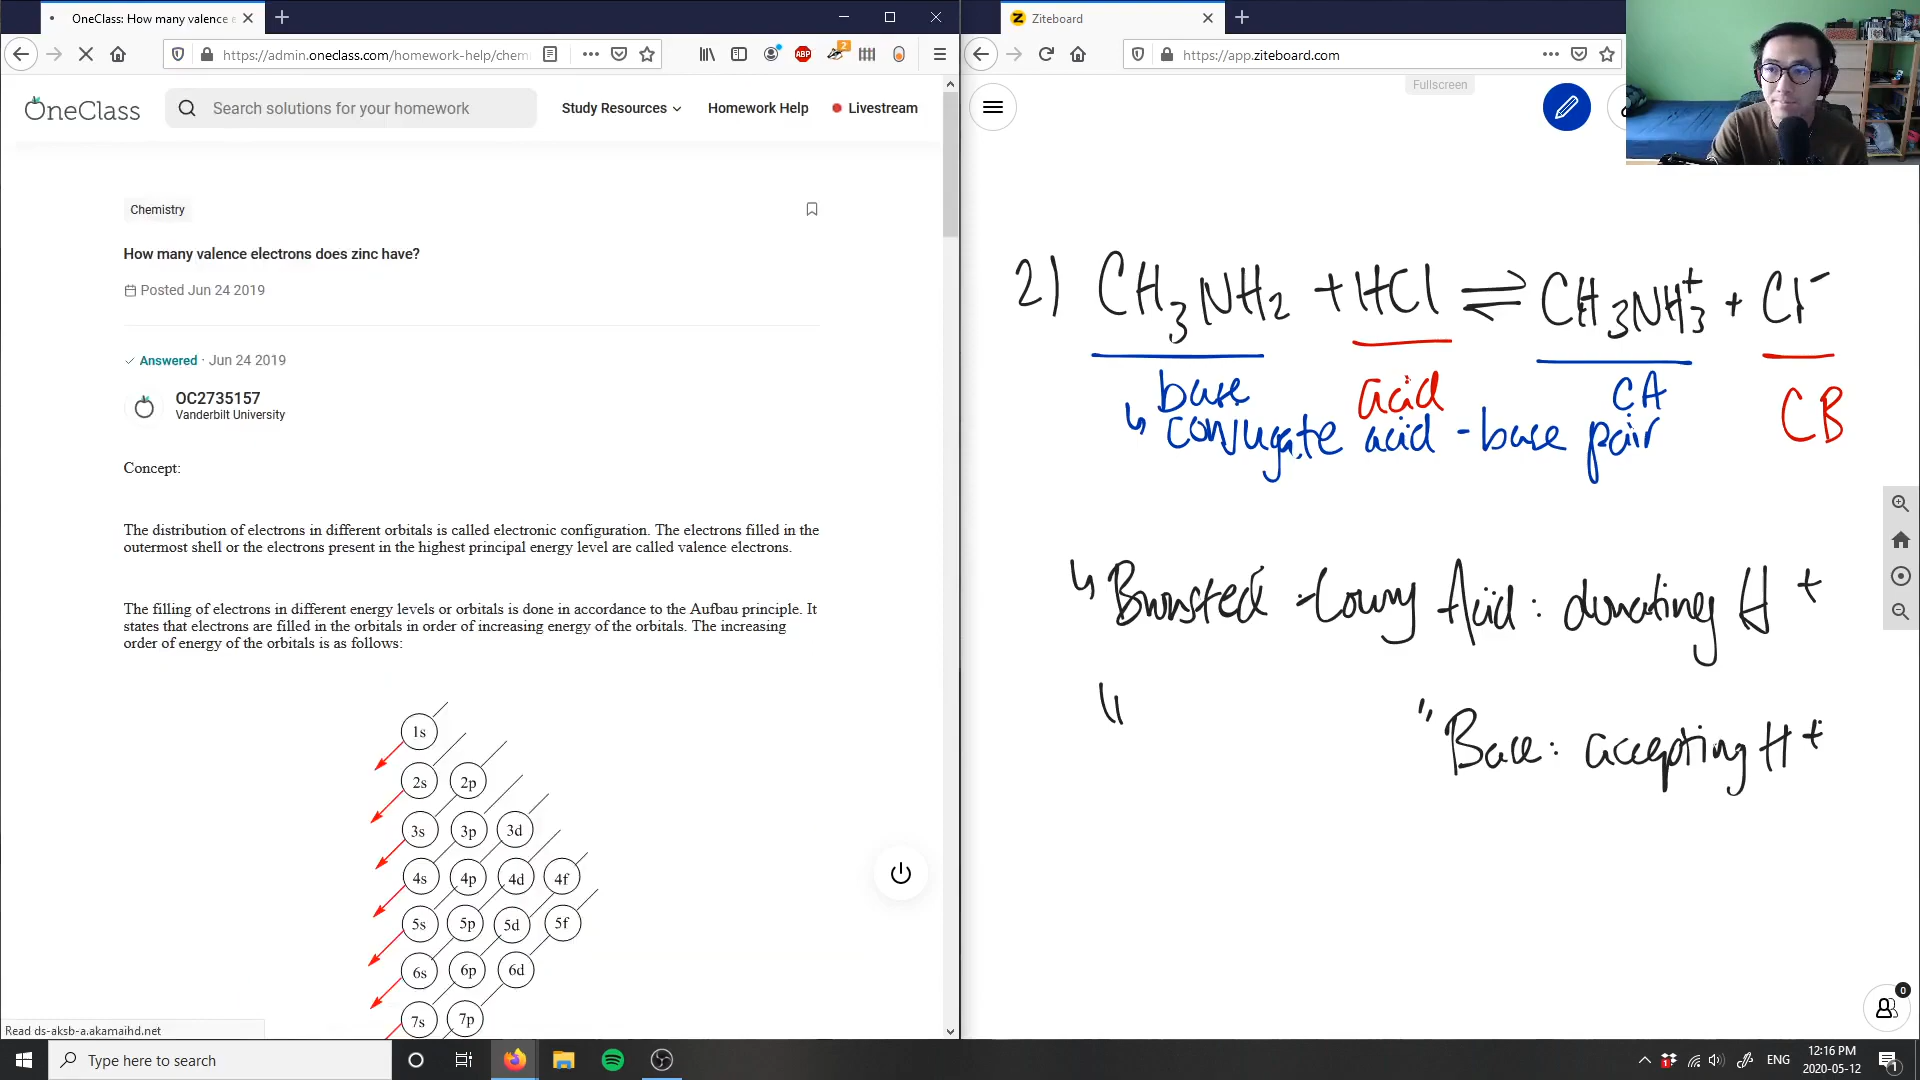 OneClass: How many valence e
Ziteboard
https://admin.oneclass.com/homework-help/chem
ABP
2
https://app.ziteboard.com
Fullscreen
OneClass
Search solutions for your homework
Study Resources
Homework Help
Livestream
Chemistry
How many valence electrons does zinc have?
Posted Jun 24 2019
Answered · Jun 24 2019
OC2735157
Vanderbilt University
Concept:
The distribution of electrons in different orbitals is called electronic configuration. The electrons filled in the
outermost shell or the electrons present in the highest principal energy level are called valence electrons.
The filling of electrons in different energy levels or orbitals is done in accordance to the Aufbau principle. It
states that electrons are filled in the orbitals in order of increasing energy of the orbitals. The increasing
order of energy of the orbitals is as follows:
1s
2s 2p
3s 3p 3d
4s 4p 4d 4f
5s 5p 5d 5f
6s 6p 6d
7s 7p
Read ds-aksb-a.akamaihd.net
2) CH3NH2 + HCl ⇌ CH3NH3+ + Cl-
base acid CA CB
↳ conjugate acid - base pair
↳ Bronsted - Lowry Acid: donating H+
" " Base: accepting H+
0
Type here to search
ENG
12:16 PM
2020-05-12
1